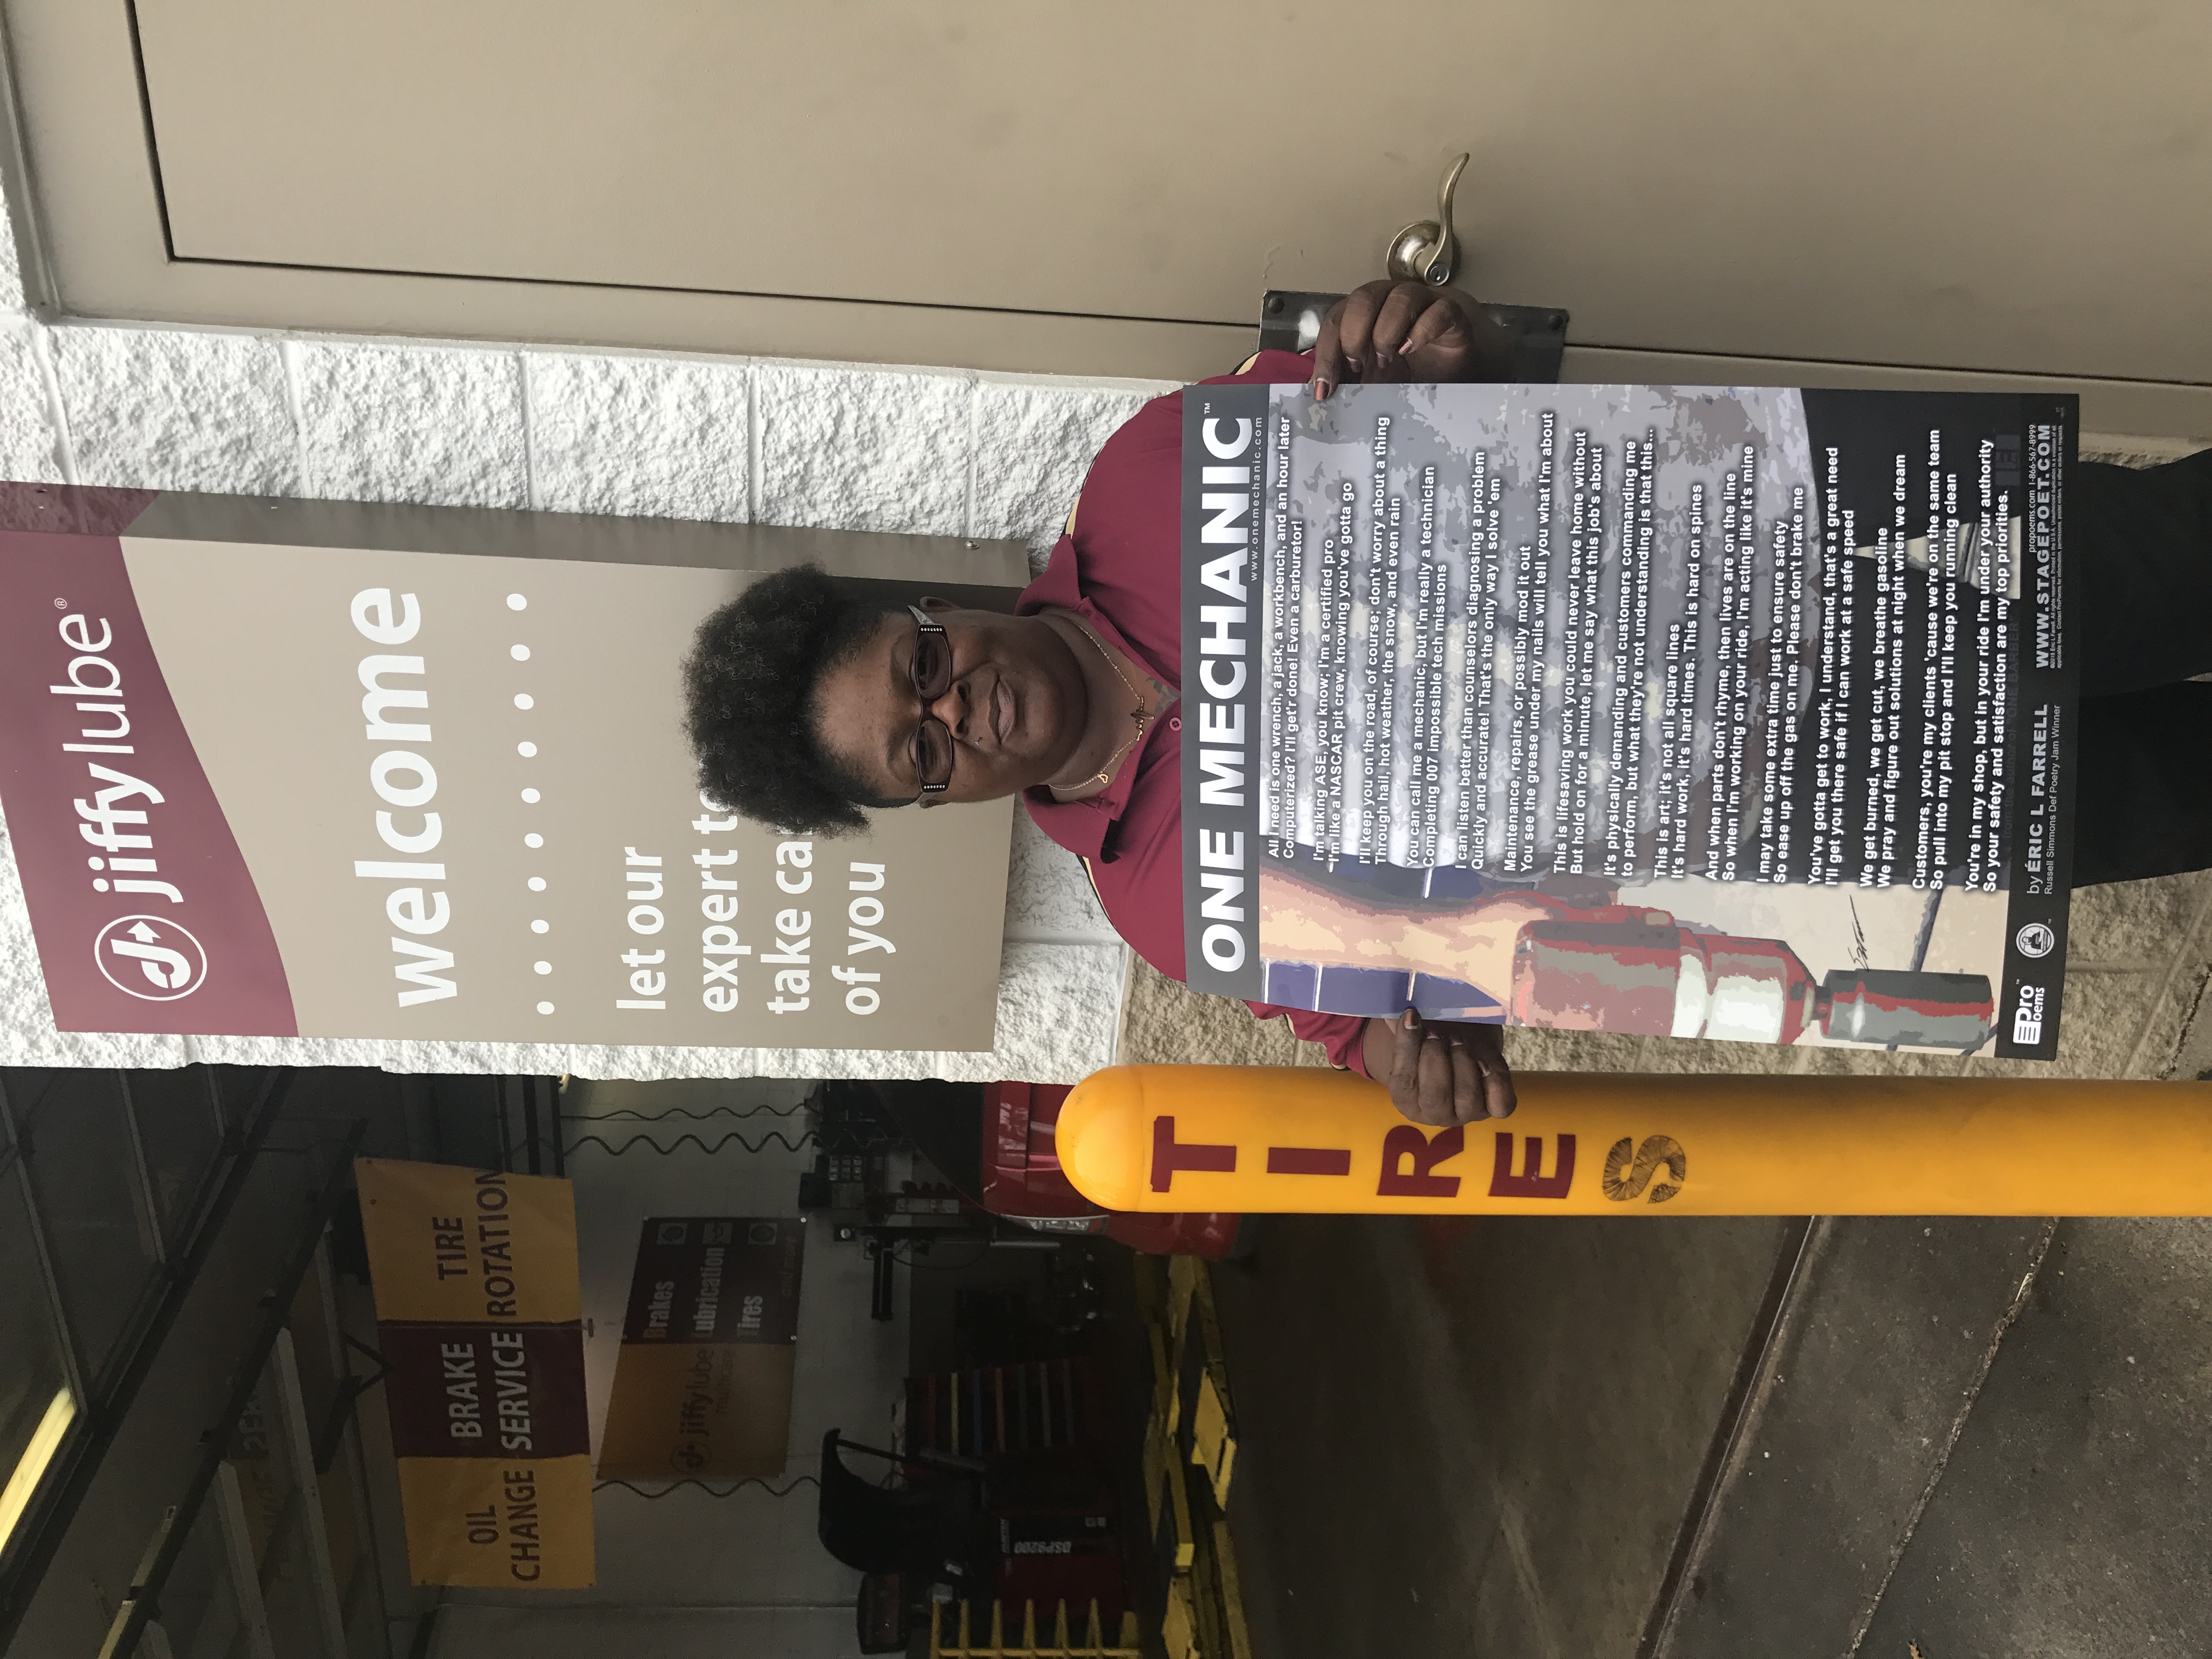 jiffylube®
welcome
let our
expert to
take ca
of you
ONE MECHANIC™
www.onemechanic.com
All I need is one wrench, a jack, a workbench, and an hour later
Computerized? I'll get'r done! Even a carburetor!
I'm talking ASE, you know; I'm a certified pro
I'm like a NASCAR pit crew, knowing you've gotta go
I'll keep you on the road, of course; don't worry about a thing
Through hail, hot weather, the snow, and even rain
You can call me a mechanic, but I'm really a technician
Completing 007 impossible tech missions
I can listen better than counselors diagnosing a problem
Quickly and accurate! That's the only way I solve 'em
Maintenance, repairs, or possibly mod it out
You see the grease under my nails will tell you what I'm about
This is lifesaving work you could never leave home without
But hold on for a minute, let me say what this job's about
It's physically demanding and customers commanding me
to perform, but what they're not understanding is that this...
This is art; it's not all square lines
It's hard work, it's hard times. This is hard on spines
And when parts don't rhyme, then lives are on the line
So when I'm working on your ride, I'm acting like it's mine
I may take some extra time just to ensure safety
So ease up off the gas on me. Please don't brake me
You've gotta get to work, I understand, that's a great need
I'll get you there safe if I can work at a safe speed
We get burned, we get cut, we breathe gasoline
We pray and figure out solutions at night when we dream
Customers, you're my clients 'cause we're on the same team
So pull into my pit stop and I'll keep you running clean
You're in my shop, but in your ride I'm under your authority
So your safety and satisfaction are my top priorities.
Pro
Poems™
by ÉRIC L FARRELL
Russell Simmons Def Poetry Jam Winner
propoems.com 1-866-567-8999
WWW.STAGEPOET.COM
TIRES
OIL CHANGE
BRAKE SERVICE
TIRE ROTATION
jiffylube
multicare
Brakes
Lubrication
Tires
DSP9200